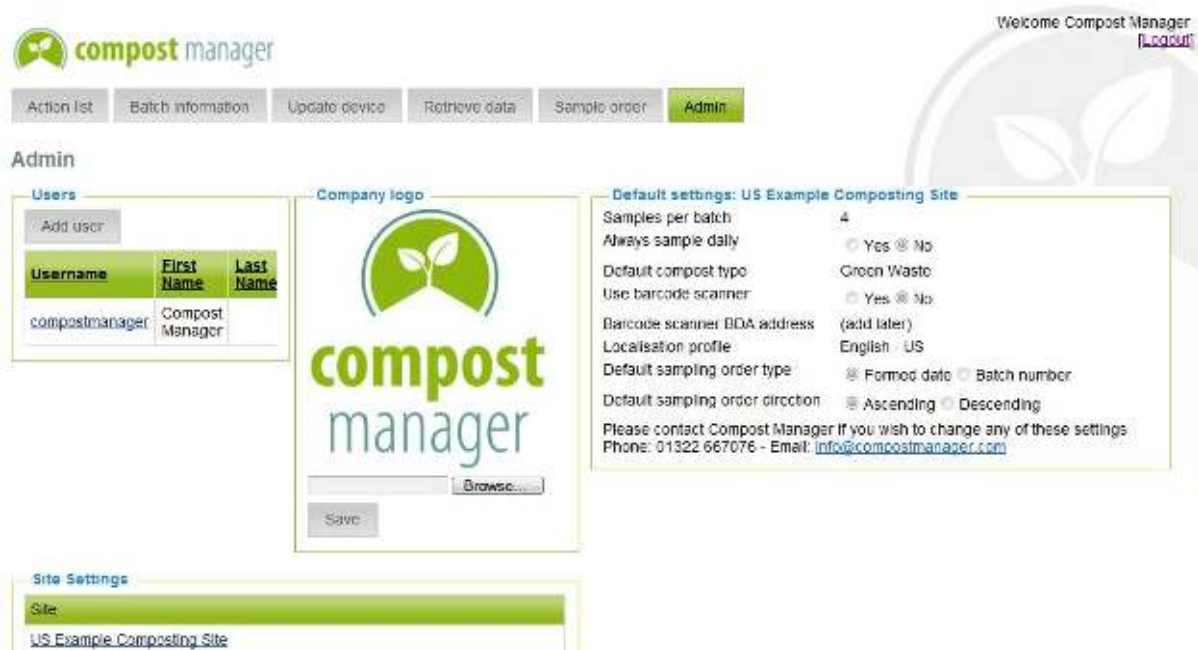 Welcome Compost Manager
[Logout]
compost manager
Action list
Batch information
Update device
Retrieve data
Sample order
Admin
Admin
Users
Add user
Username
First
Name
Last
Name
compostmanager
Compost
Manager
Company logo
compost
manager
Browse...
Save
Default settings: US Example Composting Site
Samples per batch 4
Always sample daily Yes No
Default compost type Green Waste
Use barcode scanner Yes No
Barcode scanner BDA address (add later)
Localisation profile English - US
Default sampling order type Formed date Batch number
Default sampling order direction Ascending Descending
Please contact Compost Manager if you wish to change any of these settings
Phone: 01322 667076 - Email: info@compostmanager.com
Site Settings
Site
US Example Composting Site